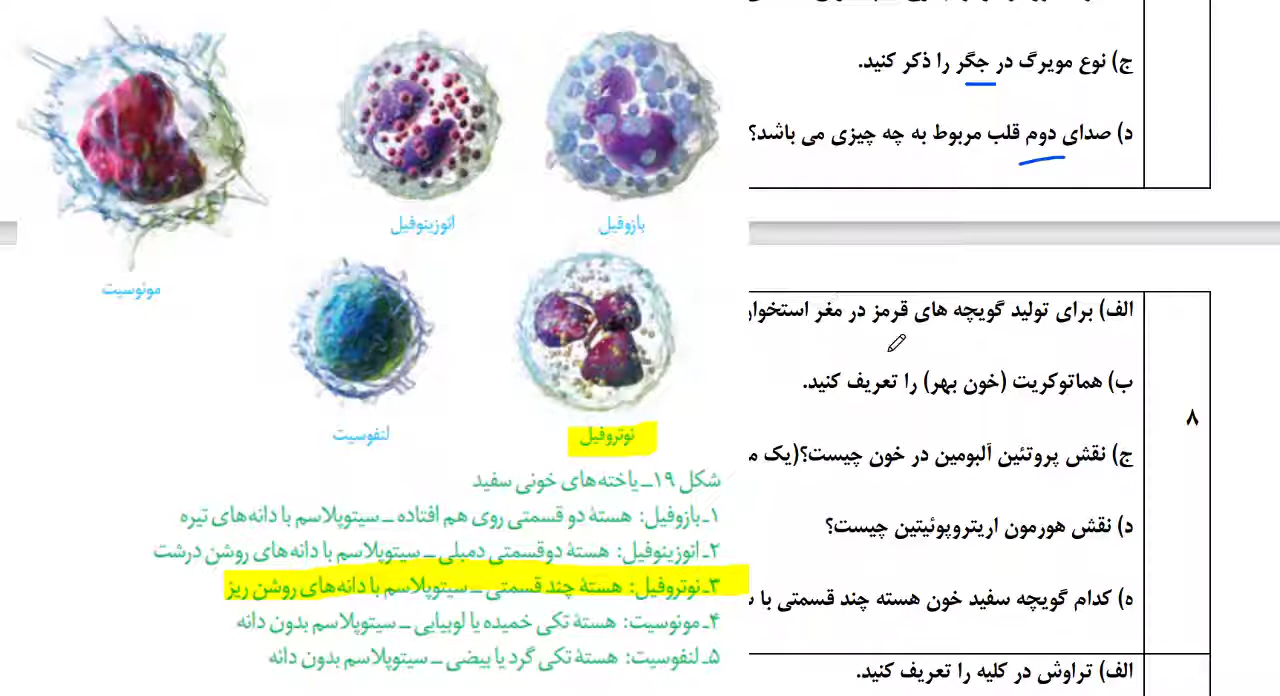 ج) نوع مویرگ در جگر را ذکر کنید.
د) صدای دوم قلب مربوط به چه چیزی می باشد؟
ائوزینوفیل
بازوفیل
مونوسیت
لنفوسیت
نوتروفیل
شکل ۱۹ــ یاخته‌های خونی سفید
۱ــ بازوفیل: هستهٔ دو قسمتی روی هم افتاده ــ سیتوپلاسم با دانه‌های تیره
۲ــ ائوزینوفیل: هستهٔ دوقسمتی دمبلی ــ سیتوپلاسم با دانه‌های روشن درشت
۳ــ نوتروفیل: هستهٔ چند قسمتی ــ سیتوپلاسم با دانه‌های روشن ریز
۴ــ مونوسیت: هستهٔ تکی خمیده یا لوبیایی ــ سیتوپلاسم بدون دانه
۵ــ لنفوسیت: هستهٔ تکی گرد یا بیضی ــ سیتوپلاسم بدون دانه
۸
الف) برای تولید گویچه های قرمز در مغر استخوان
ب) هماتوکریت (خون بهر) را تعریف کنید.
ج) نقش پروتئین آلبومین در خون چیست؟(یک
د) نقش هورمون اریتروپوئیتین چیست؟
ه) کدام گویچه سفید خون هسته چند قسمتی با
الف) تراوش در کلیه را تعریف کنید.